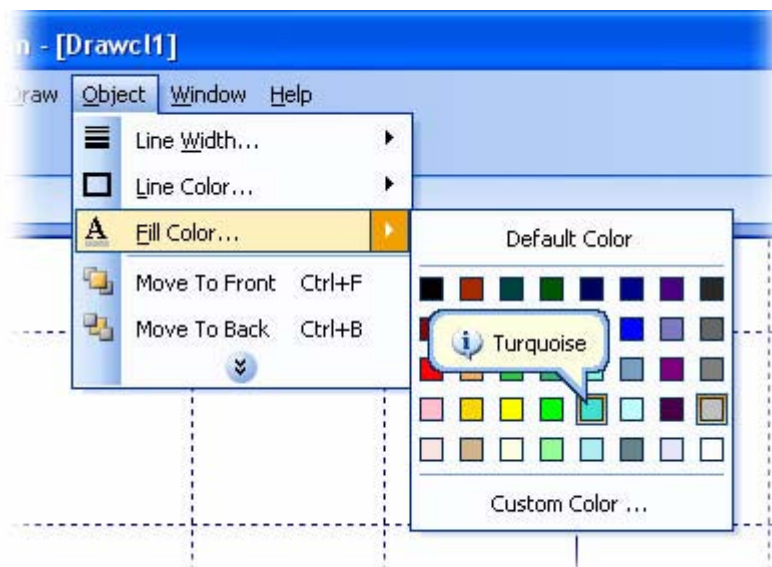 - [Drawcl1]
Object Window Help
Line Width...
Line Color...
Fill Color...
Move To Front Ctrl+F
Move To Back Ctrl+B
Default Color
Turquoise
Custom Color ...